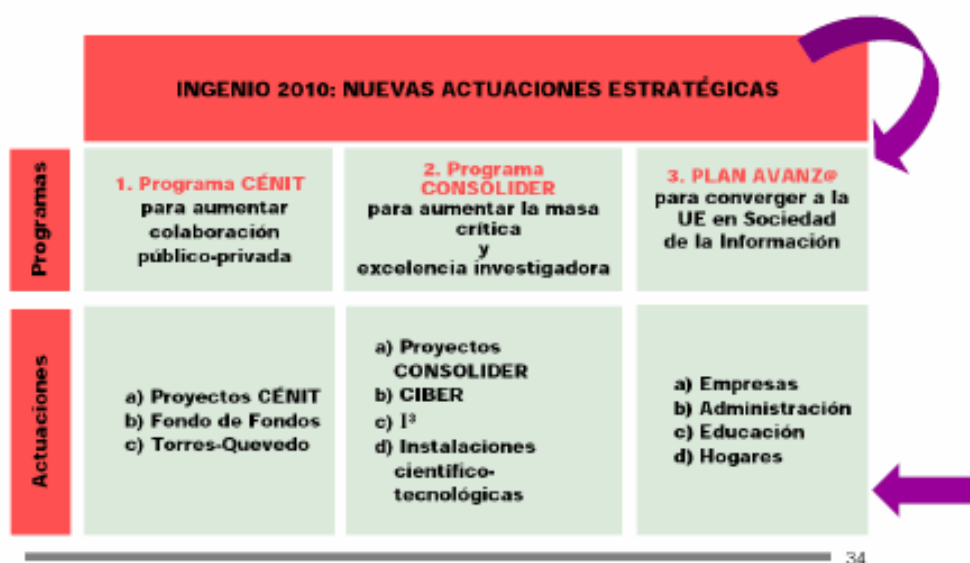 INGENIO 2010: NUEVAS ACTUACIONES ESTRATÉGICAS
Programas
1. Programa CÉNIT
para aumentar
colaboración
público-privada
2. Programa
CONSOLIDER
para aumentar la masa
crítica
y
excelencia investigadora
3. PLAN AVANZ@
para converger a la
UE en Sociedad
de la Información
Actuaciones
a) Proyectos CÉNIT
b) Fondo de Fondos
c) Torres-Quevedo
a) Proyectos
CONSOLIDER
b) CIBER
c) I³
d) Instalaciones
científico-
tecnológicas
a) Empresas
b) Administración
c) Educación
d) Hogares
34